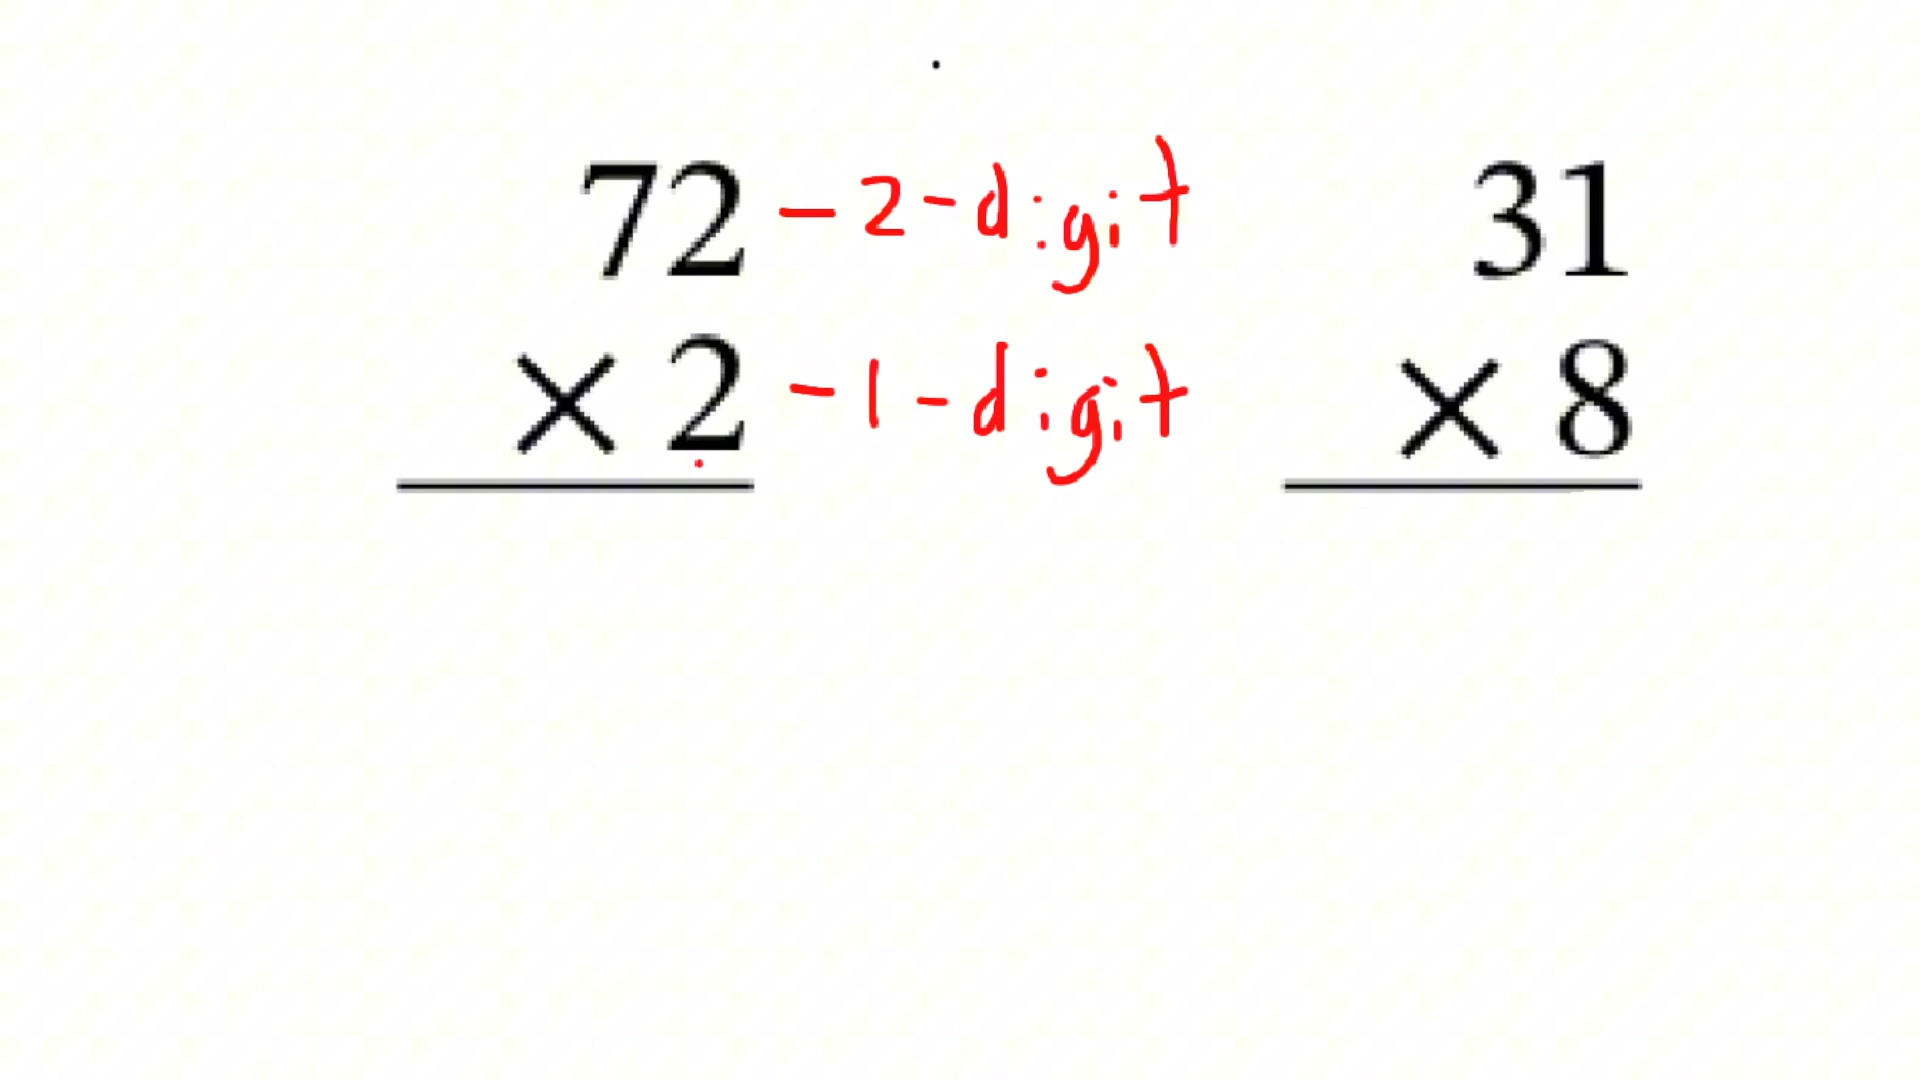 72 - 2-digit
× 2 - 1-digit
31
× 8